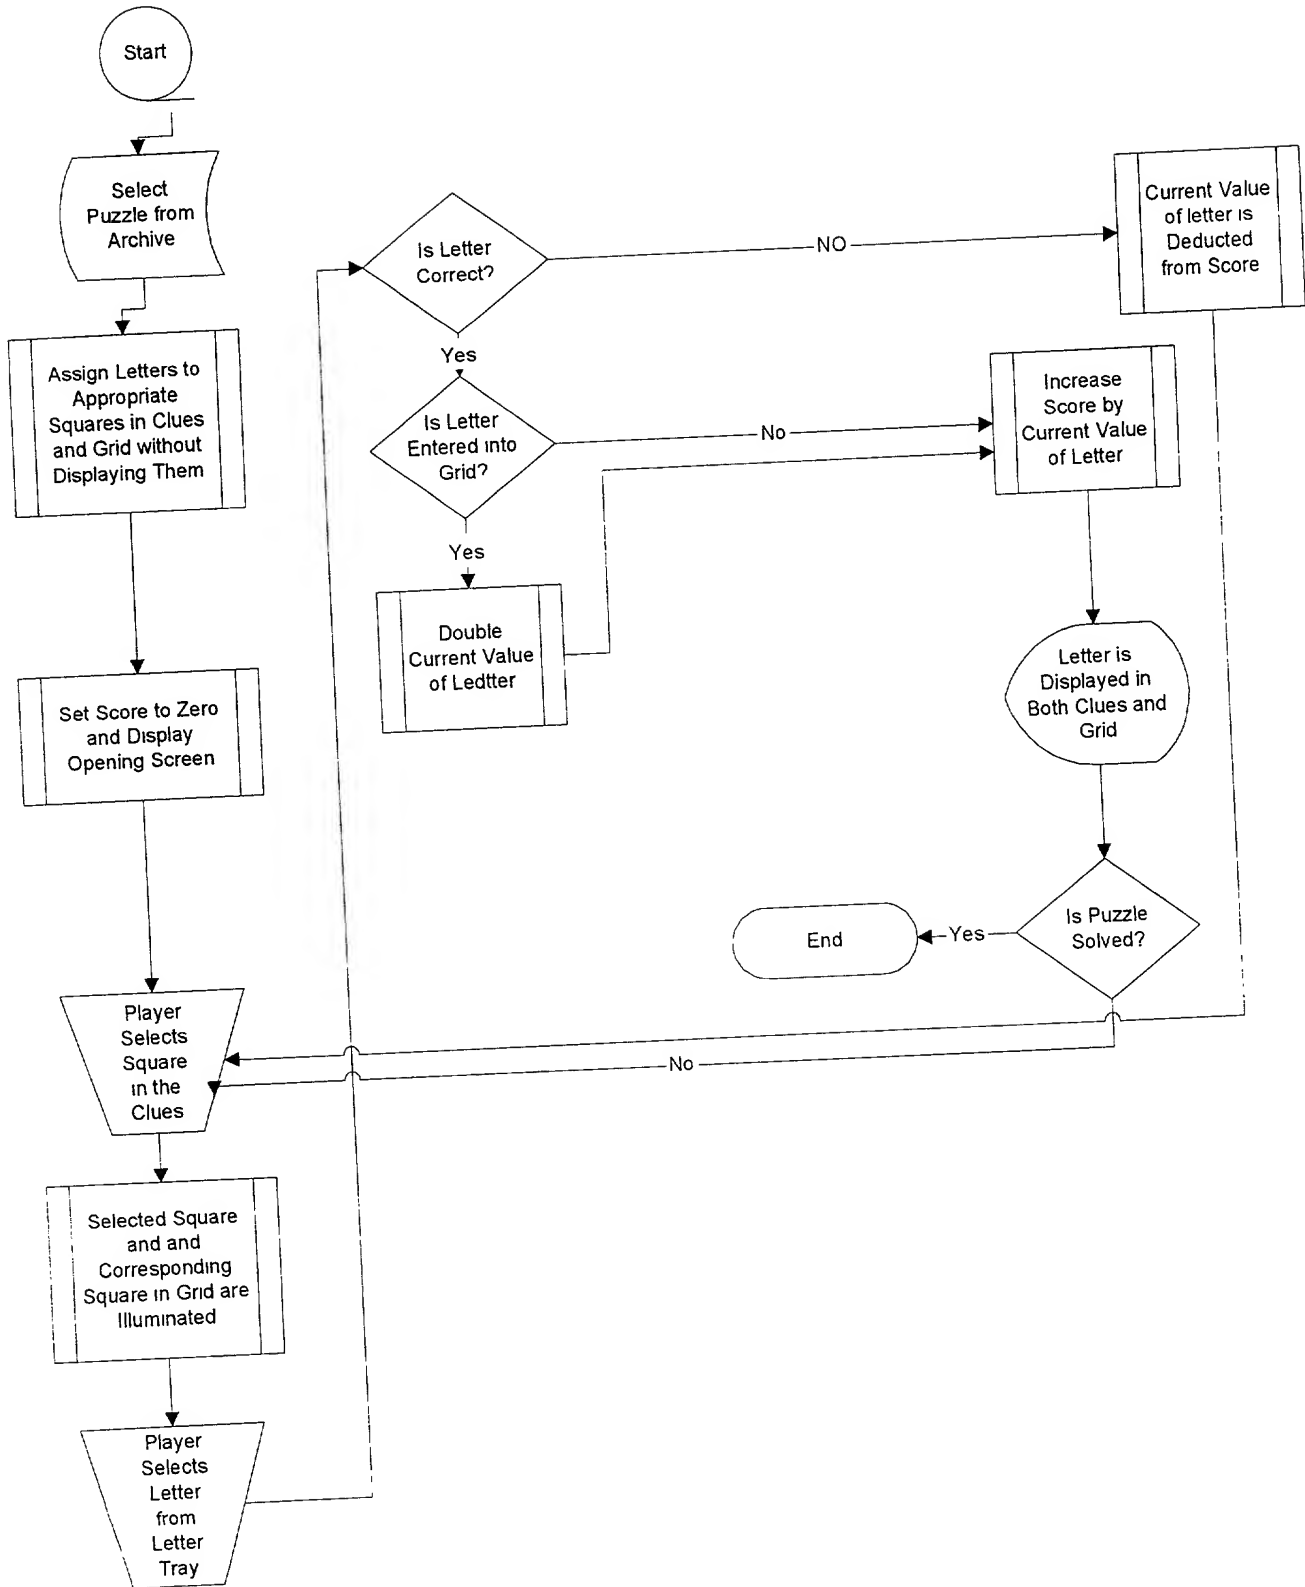 Start
Select
Puzzle from
Archive
Assign Letters to
Appropriate
Squares in Clues
and Grid without
Displaying Them
Set Score to Zero
and Display
Opening Screen
Player
Selects
Square
in the
Clues
Selected Square
and and
Corresponding
Square in Grid are
Illuminated
Player
Selects
Letter
from
Letter
Tray
Is Letter
Correct?
NO
Current Value
of letter is
Deducted
from Score
Yes
Is Letter
Entered into
Grid?
No
Increase
Score by
Current Value
of Letter
Yes
Double
Current Value
of Ledtter
Letter is
Displayed in
Both Clues and
Grid
Is Puzzle
Solved?
Yes
End
No